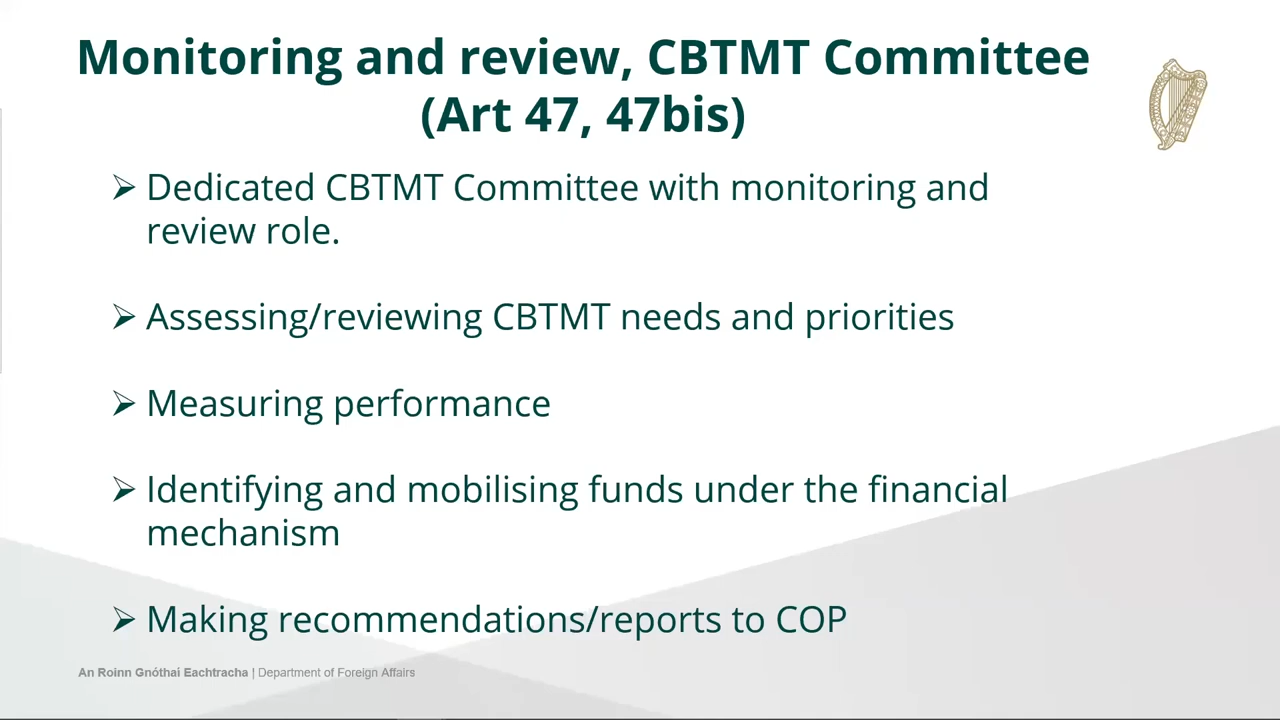 Monitoring and review, CBTMT Committee
(Art 47, 47bis)
➢ Dedicated CBTMT Committee with monitoring and
review role.
➢ Assessing/reviewing CBTMT needs and priorities
➢ Measuring performance
➢ Identifying and mobilising funds under the financial
mechanism
➢ Making recommendations/reports to COP
An Roinn Gnóthaí Eachtracha | Department of Foreign Affairs